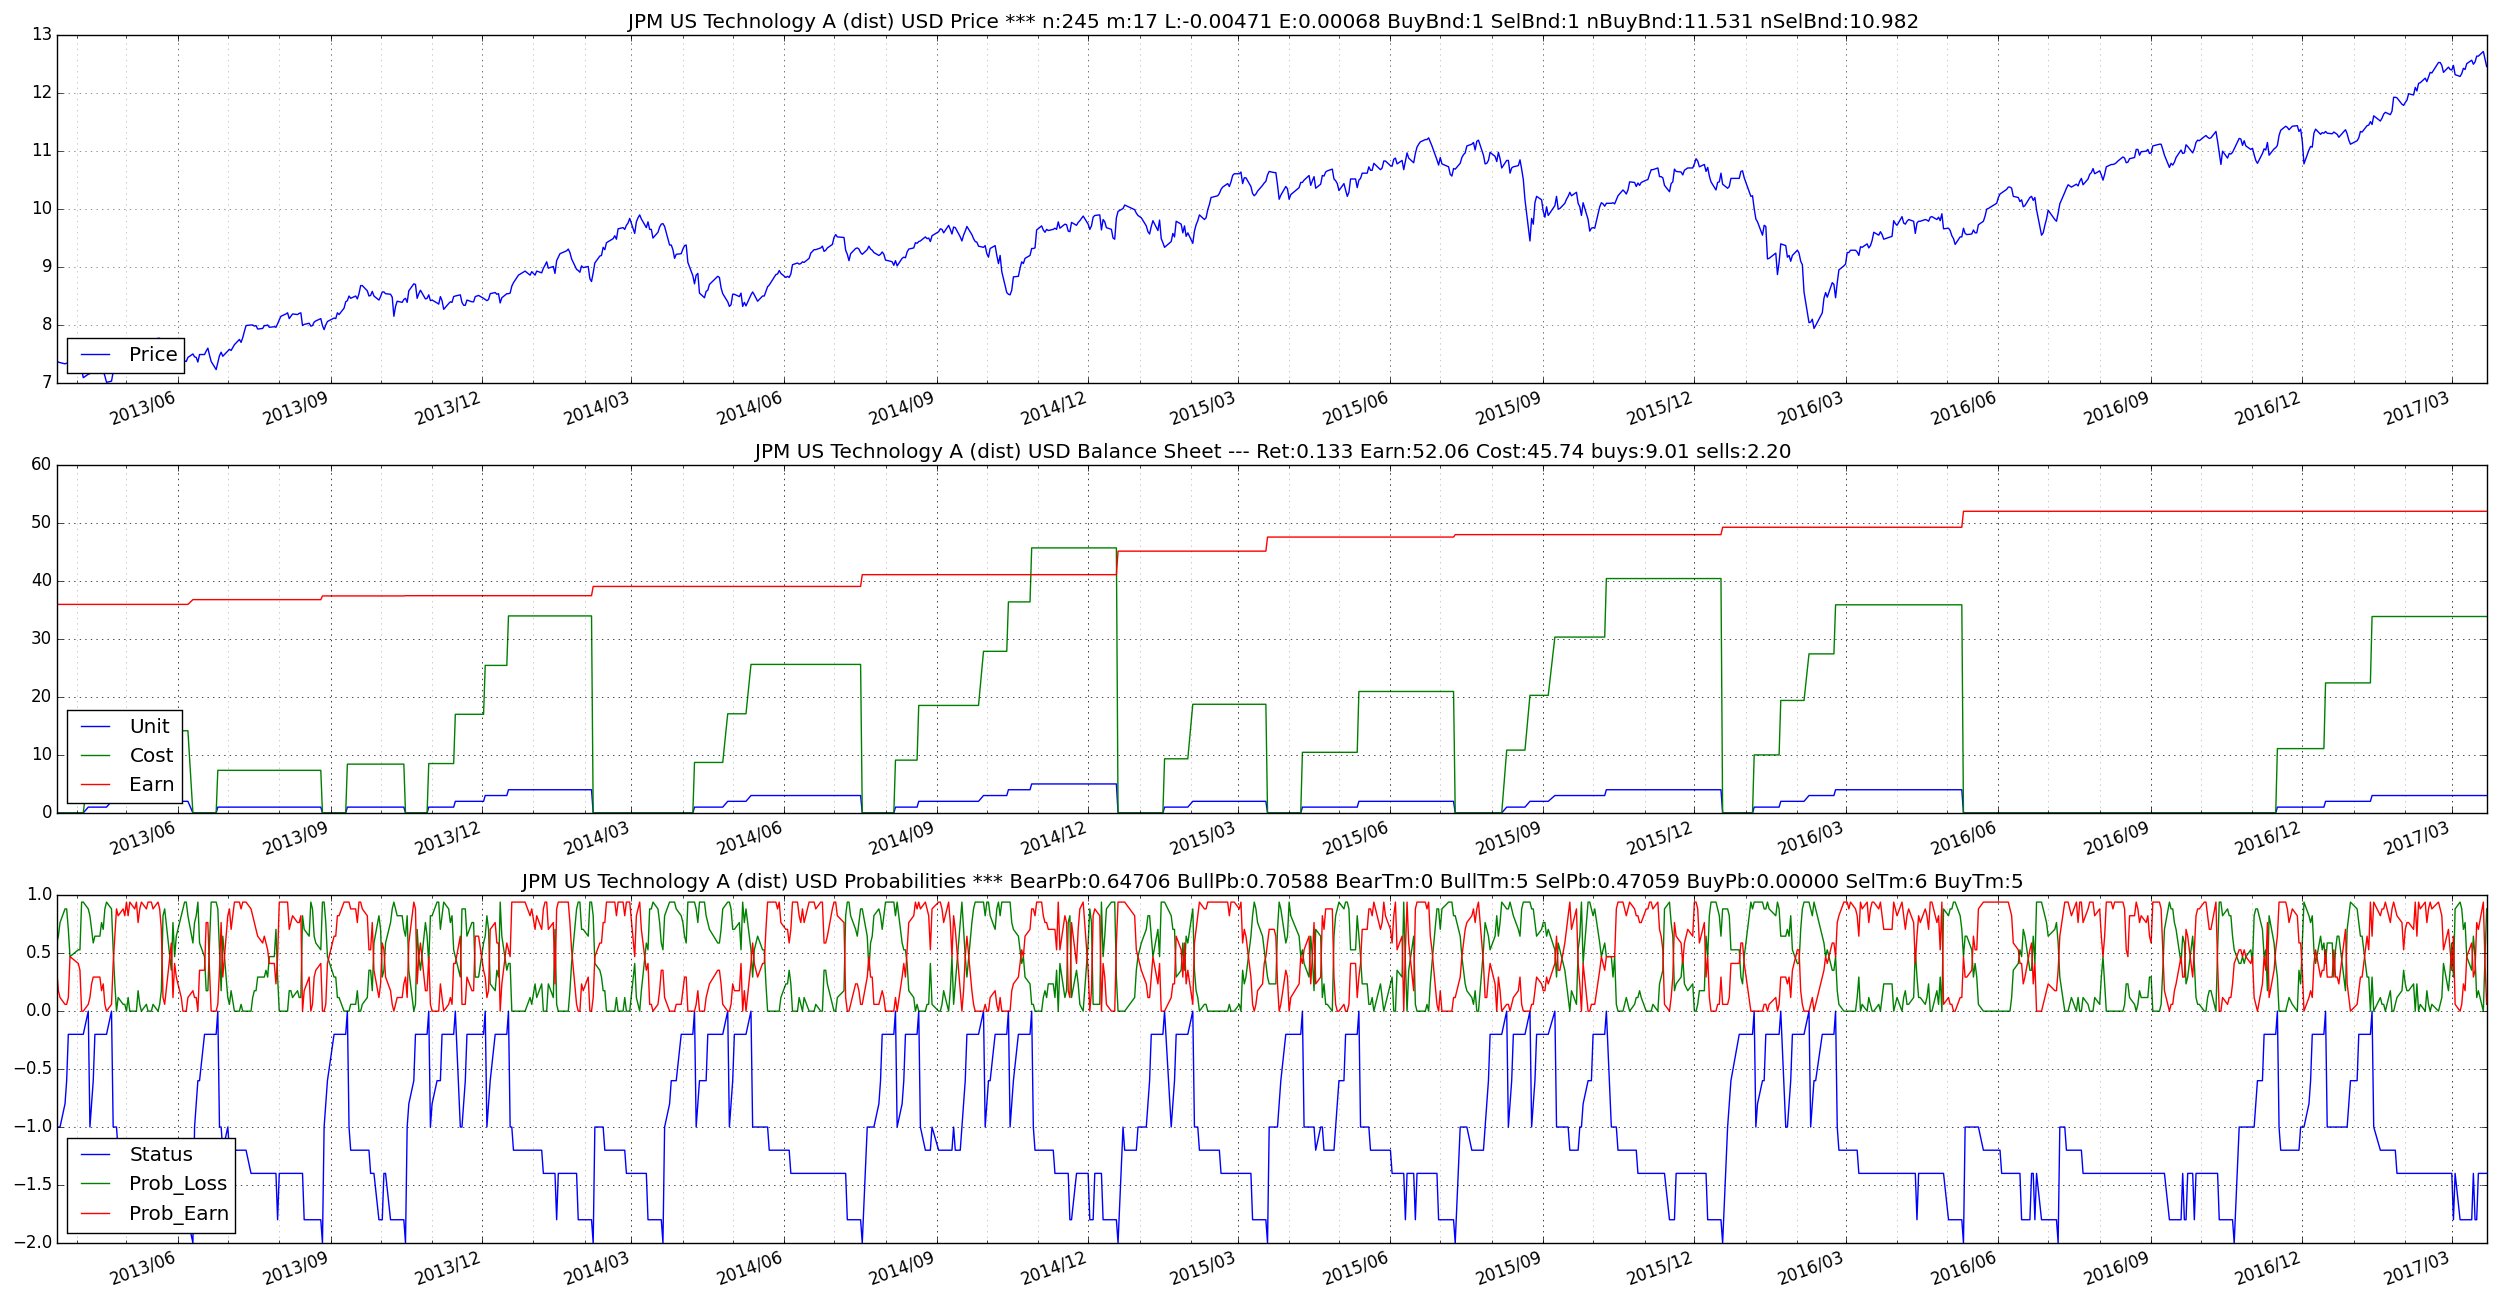 JPM US Technology A (dist) USD Price *** n:245 m:17 L:-0.00471 E:0.00068 BuyBnd:1 SelBnd:1 nBuyBnd:11.531 nSelBnd:10.982
13
12
11
10
9
8
7
Price
2013/06 2013/09 2013/12 2014/03 2014/06 2014/09 2014/12 2015/03 2015/06 2015/09 2015/12 2016/03 2016/06 2016/09 2016/12 2017/03
JPM US Technology A (dist) USD Balance Sheet --- Ret:0.133 Earn:52.06 Cost:45.74 buys:9.01 sells:2.20
60
50
40
30
20
10
0
Unit
Cost
Earn
2013/06 2013/09 2013/12 2014/03 2014/06 2014/09 2014/12 2015/03 2015/06 2015/09 2015/12 2016/03 2016/06 2016/09 2016/12 2017/03
JPM US Technology A (dist) USD Probabilities *** BearPb:0.64706 BullPb:0.70588 BearTm:0 BullTm:5 SelPb:0.47059 BuyPb:0.00000 SelTm:6 BuyTm:5
1.0
0.5
0.0
−0.5
−1.0
−1.5
−2.0
Status
Prob_Loss
Prob_Earn
2013/06 2013/09 2013/12 2014/03 2014/06 2014/09 2014/12 2015/03 2015/06 2015/09 2015/12 2016/03 2016/06 2016/09 2016/12 2017/03